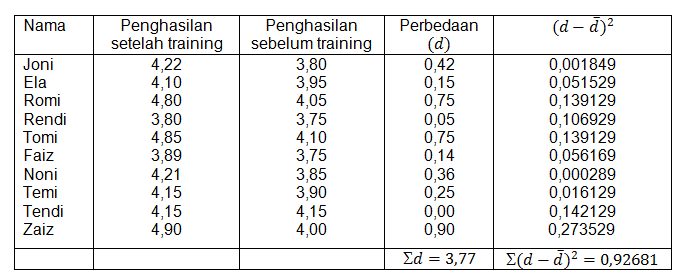 Nama Penghasilan setelah training Penghasilan sebelum training Perbedaan (d) (d − d̄)²
Joni 4,22 3,80 0,42 0,001849
Ela 4,10 3,95 0,15 0,051529
Romi 4,80 4,05 0,75 0,139129
Rendi 3,80 3,75 0,05 0,106929
Tomi 4,85 4,10 0,75 0,139129
Faiz 3,89 3,75 0,14 0,056169
Noni 4,21 3,85 0,36 0,000289
Temi 4,15 3,90 0,25 0,016129
Tendi 4,15 4,15 0,00 0,142129
Zaiz 4,90 4,00 0,90 0,273529
Σd = 3,77 Σ(d − d̄)² = 0,92681